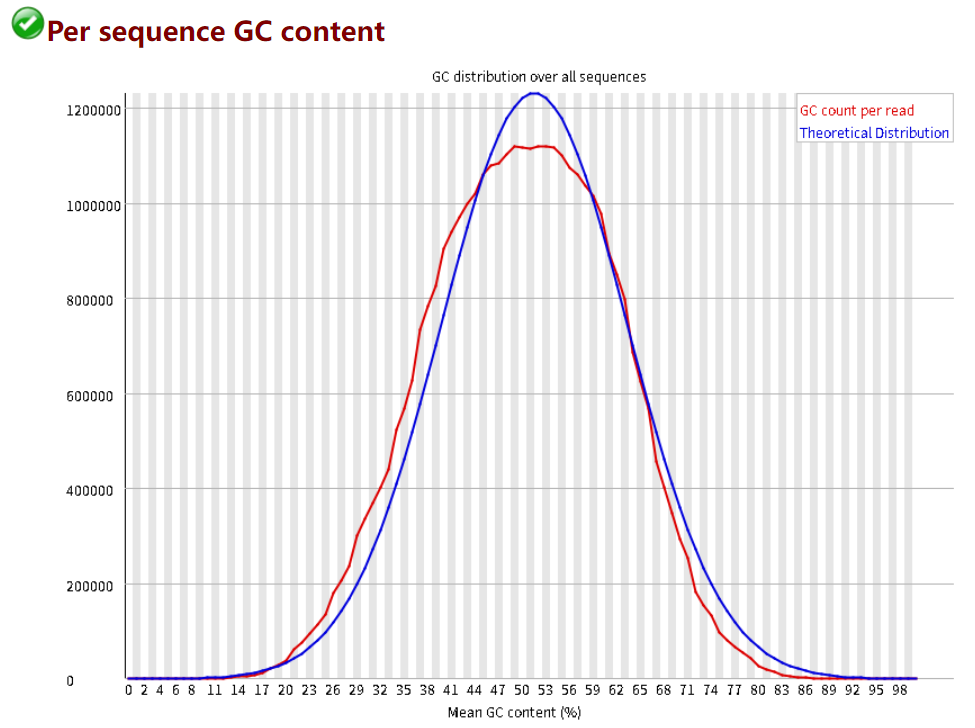 Per sequence GC content
GC distribution over all sequences
GC count per read
Theoretical Distribution
1200000
1000000
800000
600000
400000
200000
0
0 2 4 6 8 11 14 17 20 23 26 29 32 35 38 41 44 47 50 53 56 59 62 65 68 71 74 77 80 83 86 89 92 95 98
Mean GC content (%)